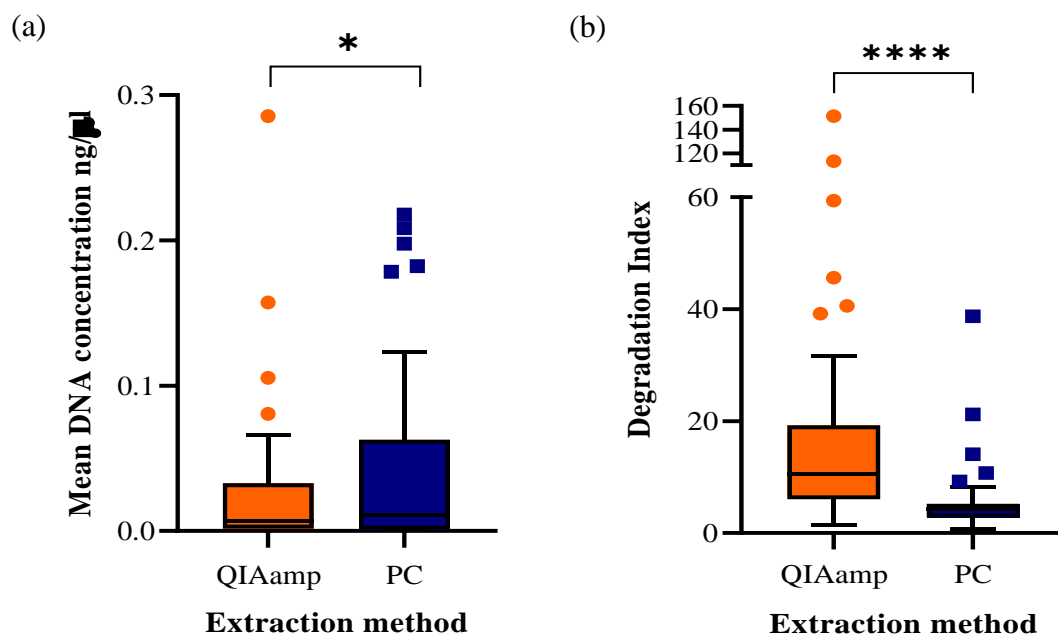 (a)
*
Mean DNA concentration ng/
0.3
0.2
0.1
0.0
QIAamp PC
Extraction method
(b)
****
Degradation Index
160
140
120
60
40
20
0
QIAamp PC
Extraction method